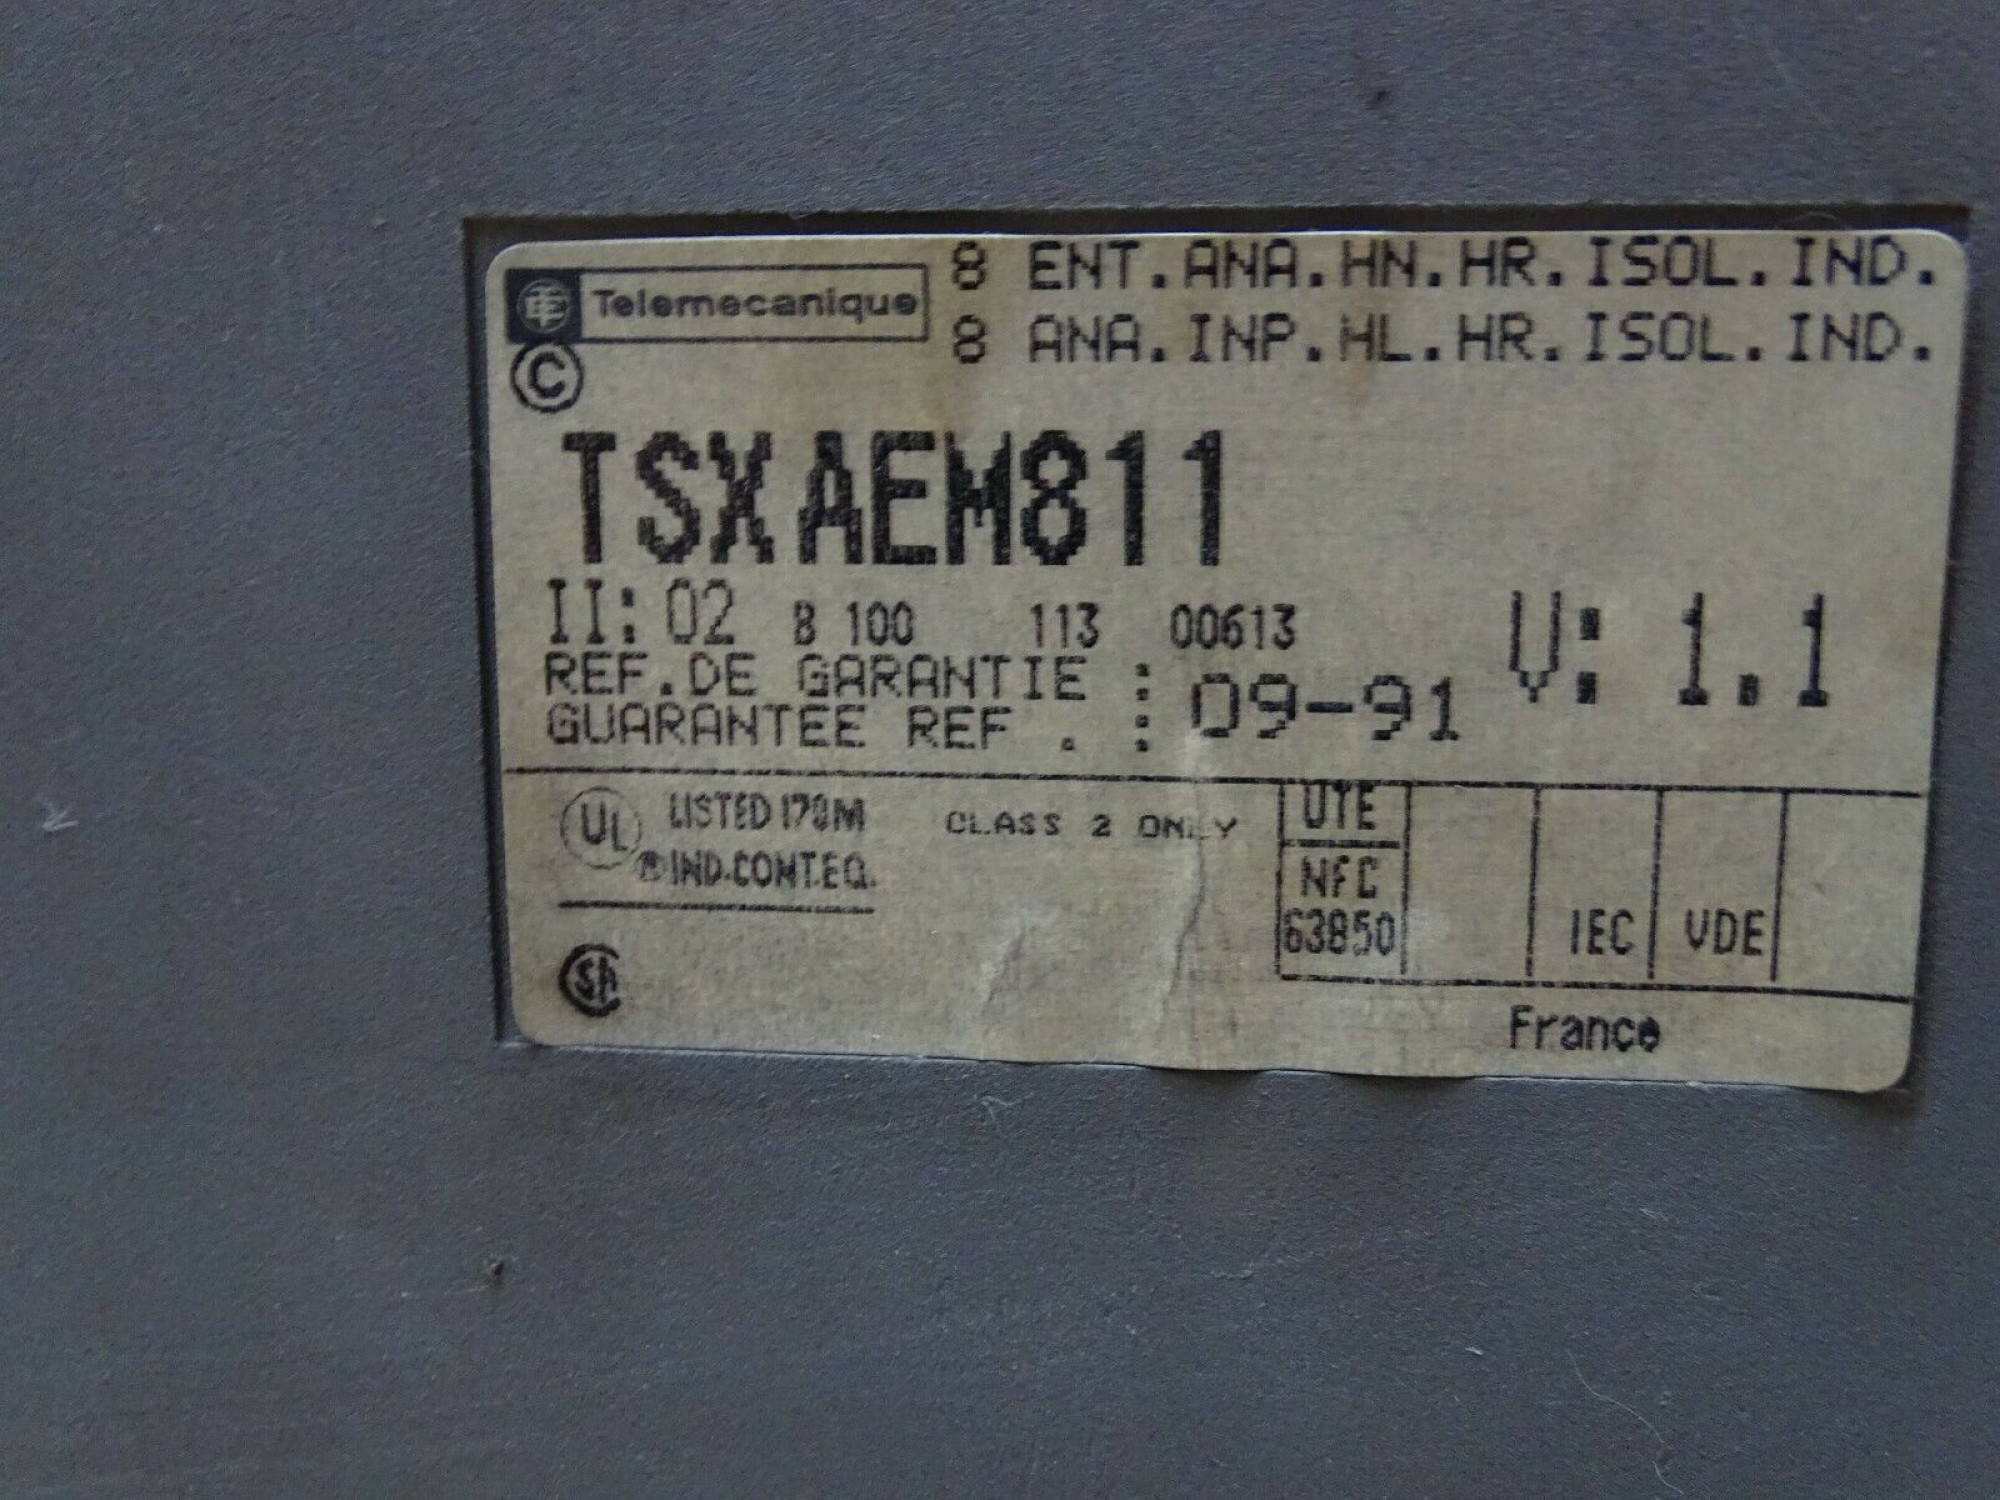 Telemecanique
8 ENT.ANA.HN.HR.ISOL.IND.
8 ANA.INP.HL.HR.ISOL.IND.
©
TSXAEM811
II: 02 B 100 113 00613
V: 1.1
REF.DE GARANTIE :
GUARANTEE REF . : 09-91
UL LISTED 170M
® IND.CONT.EQ.
CLASS 2 ONLY
UTE
NFC
63850
IEC
VDE
SA
France